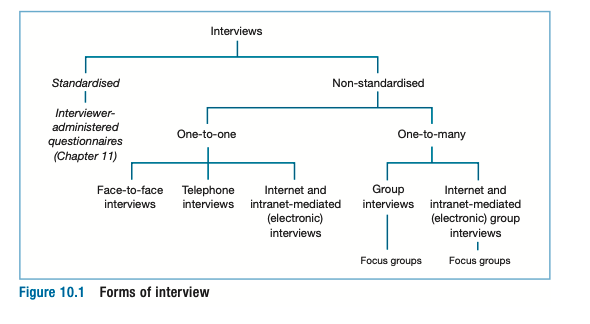 Interviews
Standardised
Non-standardised
Interviewer-
administered
questionnaires
(Chapter 11)
One-to-one
One-to-many
Face-to-face
interviews
Telephone
interviews
Internet and
intranet-mediated
(electronic)
interviews
Group
interviews
Internet and
intranet-mediated
(electronic) group
interviews
Focus groups
Focus groups
Figure 10.1 Forms of interview